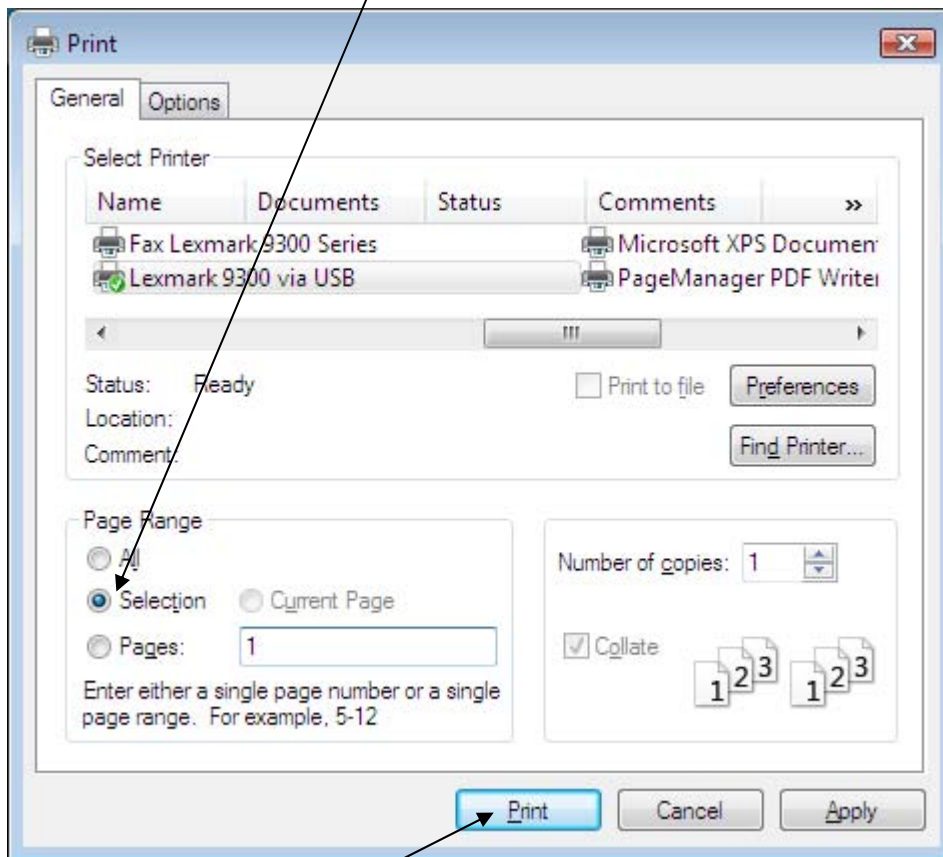 Print
General Options
Select Printer
Name Documents Status Comments »
Fax Lexmark 9300 Series Microsoft XPS Documen
Lexmark 9300 via USB PageManager PDF Writer
Status: Ready Print to file Preferences
Location:
Comment: Find Printer...
Page Range
All Number of copies: 1
Selection Current Page
Pages: 1 Collate
1 2 3 1 2 3
Enter either a single page number or a single
page range. For example, 5-12
Print Cancel Apply